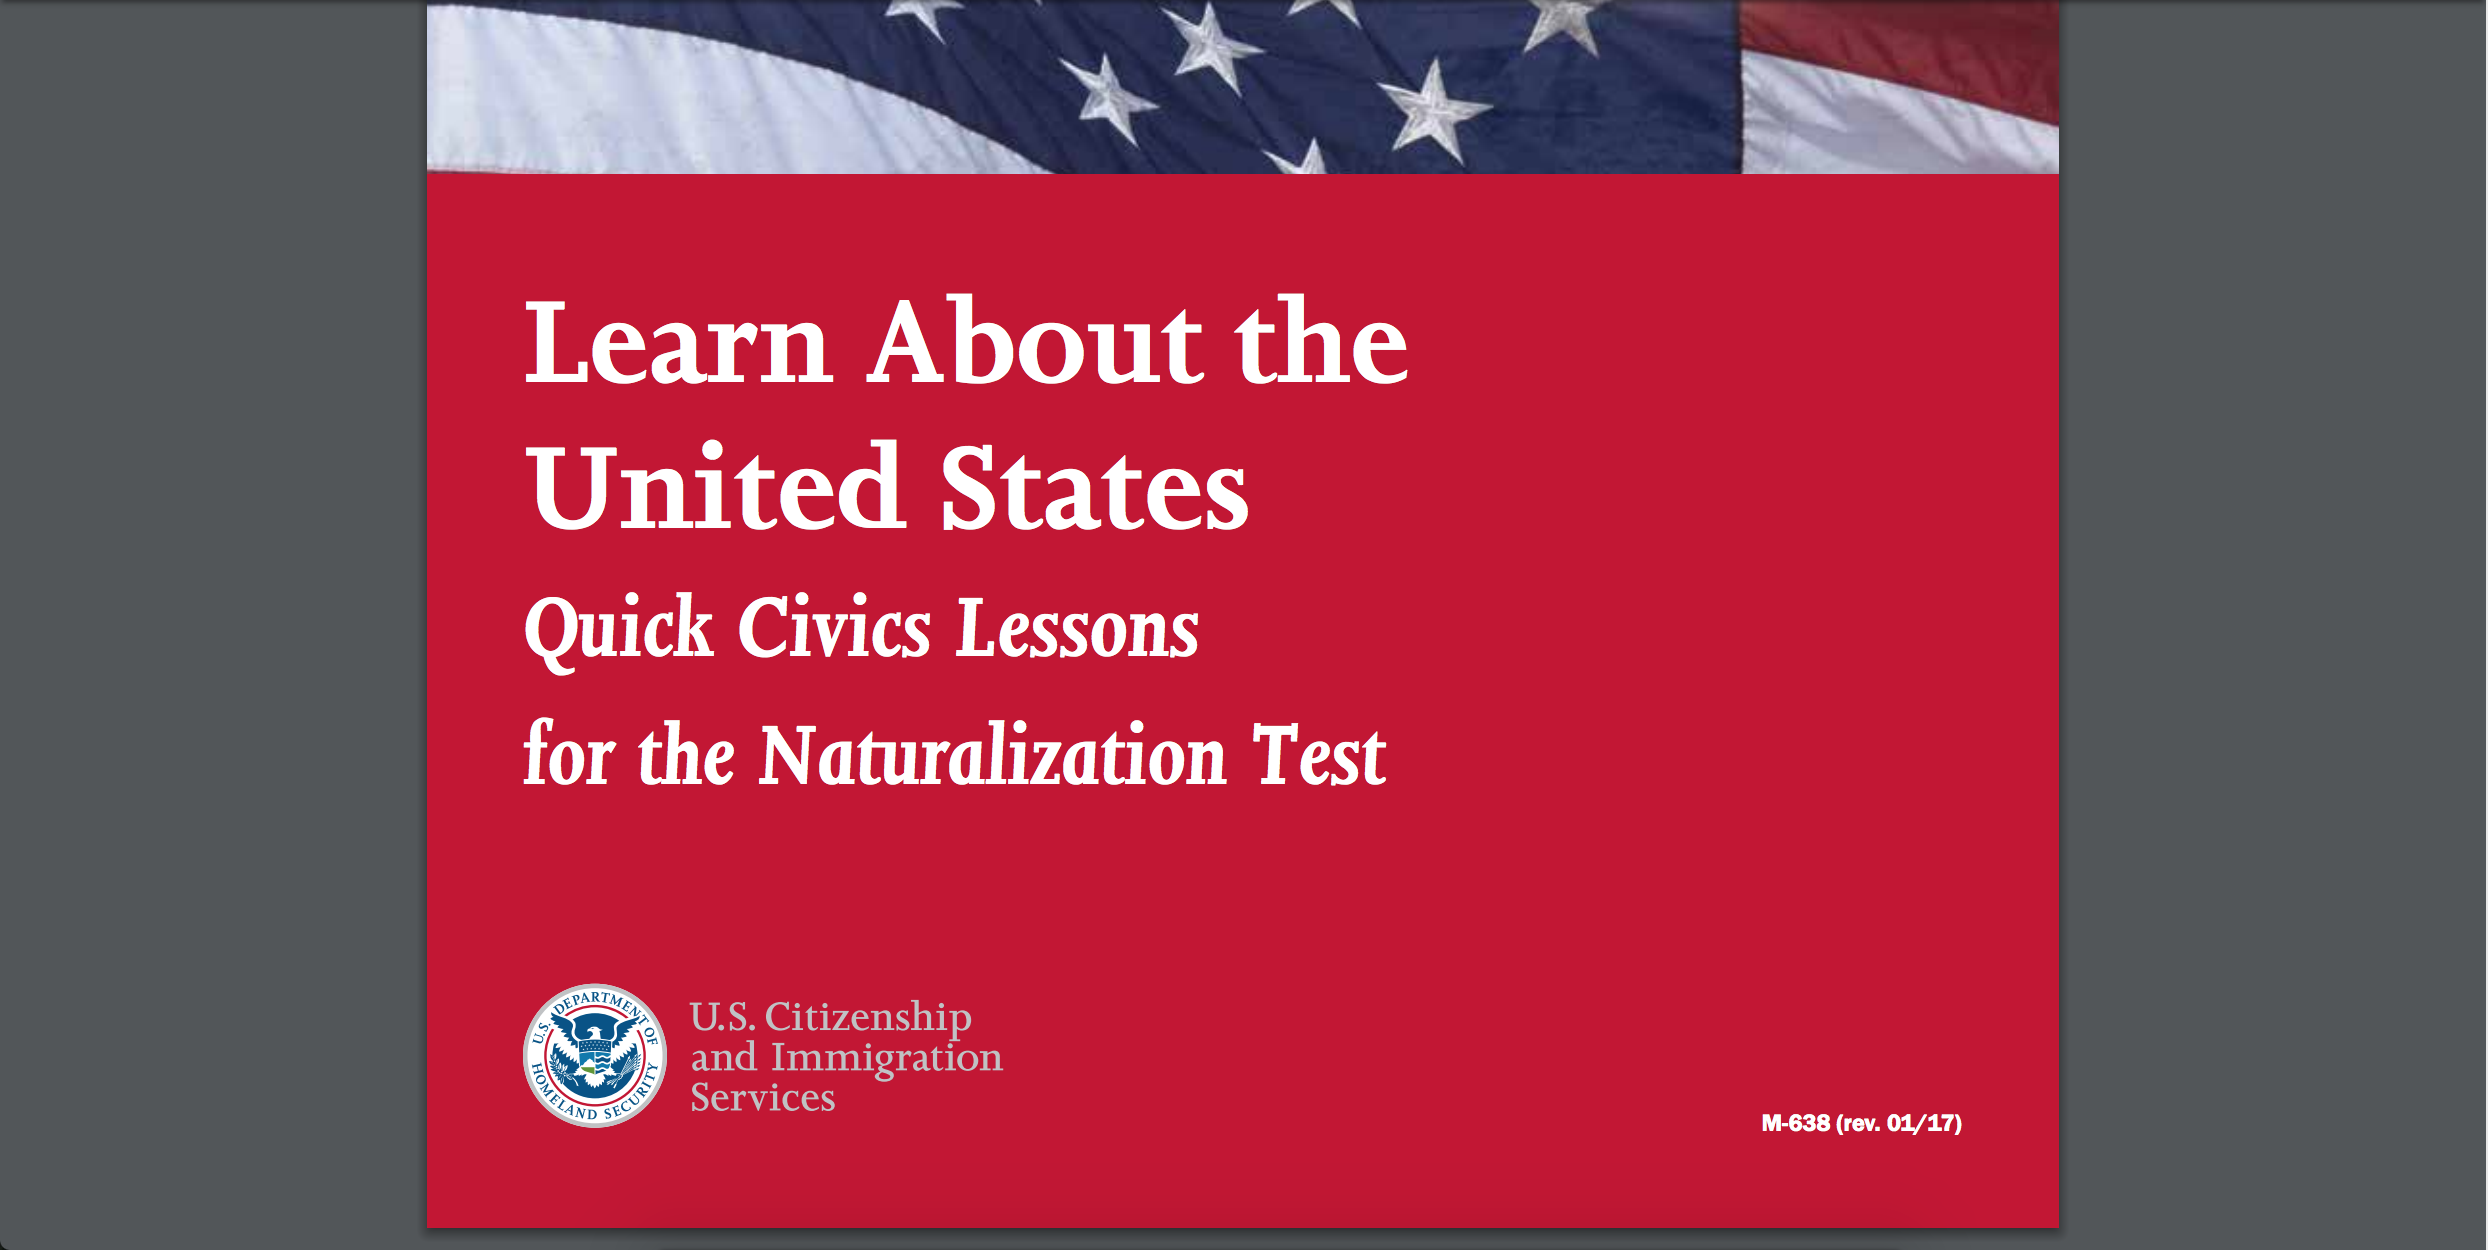 Learn About the
United States
Quick Civics Lessons
for the Naturalization Test
U.S. DEPARTMENT OF
HOMELAND SECURITY
U.S. Citizenship
and Immigration
Services
M-638 (rev. 01/17)